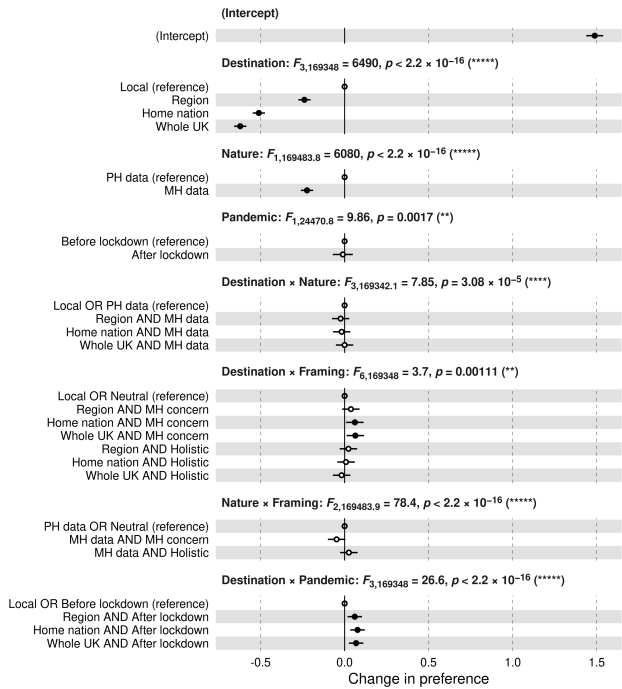 (Intercept)
(Intercept)
Destination: F3,169348 = 6490, p < 2.2 × 10−16 (*****)
Local (reference)
Region
Home nation
Whole UK
Nature: F1,169483.8 = 6080, p < 2.2 × 10−16 (*****)
PH data (reference)
MH data
Pandemic: F1,24470.8 = 9.86, p = 0.0017 (**)
Before lockdown (reference)
After lockdown
Destination × Nature: F3,169342.1 = 7.85, p = 3.08 × 10−5 (****)
Local OR PH data (reference)
Region AND MH data
Home nation AND MH data
Whole UK AND MH data
Destination × Framing: F6,169348 = 3.7, p = 0.00111 (**)
Local OR Neutral (reference)
Region AND MH concern
Home nation AND MH concern
Whole UK AND MH concern
Region AND Holistic
Home nation AND Holistic
Whole UK AND Holistic
Nature × Framing: F2,169483.9 = 78.4, p < 2.2 × 10−16 (*****)
PH data OR Neutral (reference)
MH data AND MH concern
MH data AND Holistic
Destination × Pandemic: F3,169348 = 26.6, p < 2.2 × 10−16 (*****)
Local OR Before lockdown (reference)
Region AND After lockdown
Home nation AND After lockdown
Whole UK AND After lockdown
-0.5 0.0 0.5 1.0 1.5
Change in preference